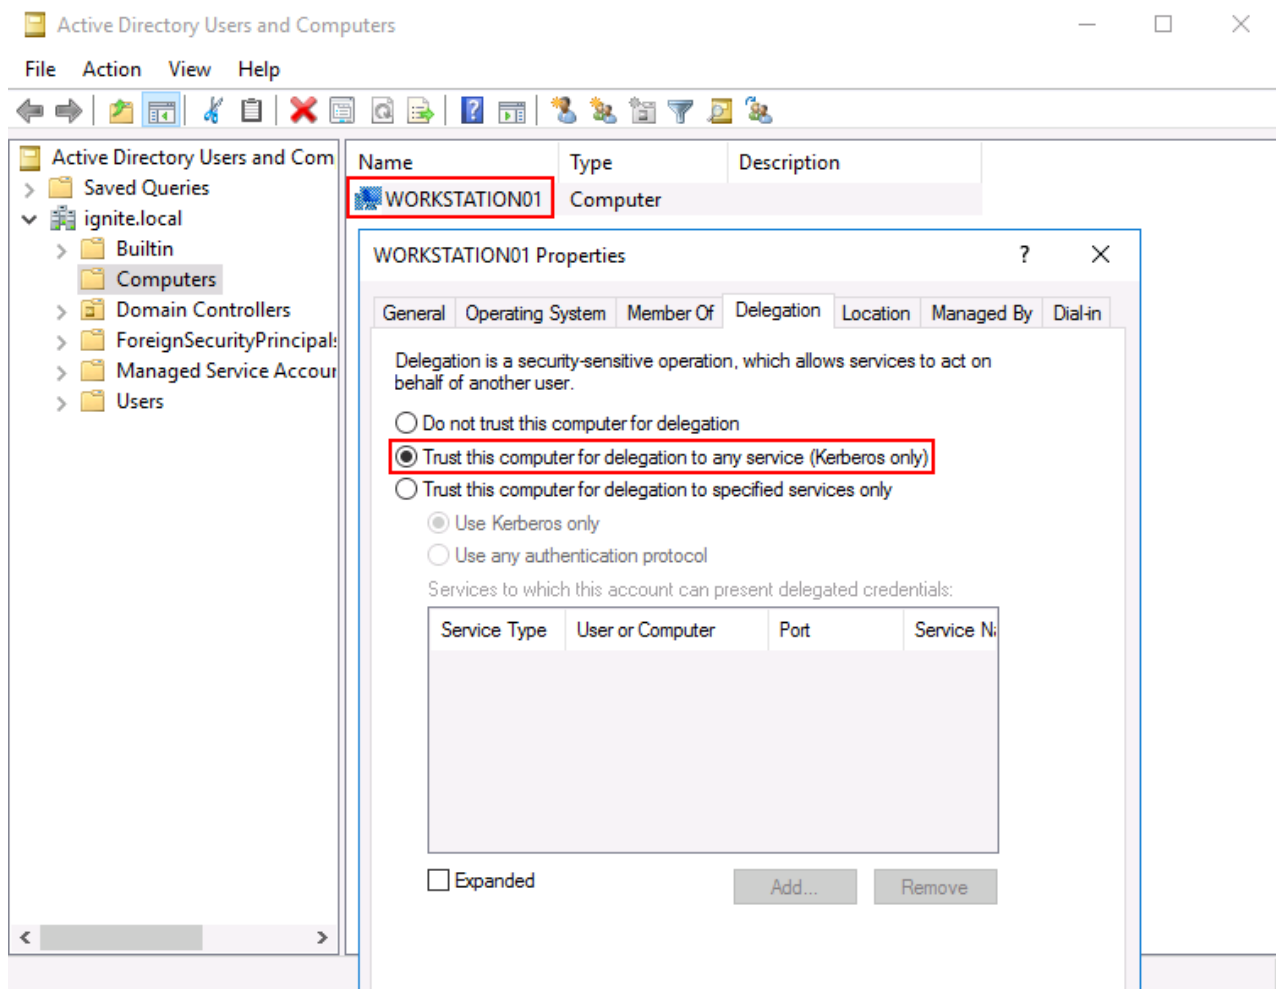 Active Directory Users and Computers
File Action View Help
Active Directory Users and Com
Saved Queries
ignite.local
Builtin
Computers
Domain Controllers
ForeignSecurityPrincipal
Managed Service Accour
Users
Name Type Description
WORKSTATION01 Computer
WORKSTATION01 Properties
General Operating System Member Of Delegation Location Managed By Dial-in
Delegation is a security-sensitive operation, which allows services to act on
behalf of another user.
Do not trust this computer for delegation
Trust this computer for delegation to any service (Kerberos only)
Trust this computer for delegation to specified services only
Use Kerberos only
Use any authentication protocol
Services to which this account can present delegated credentials:
Service Type User or Computer Port Service Na
Expanded
Add... Remove